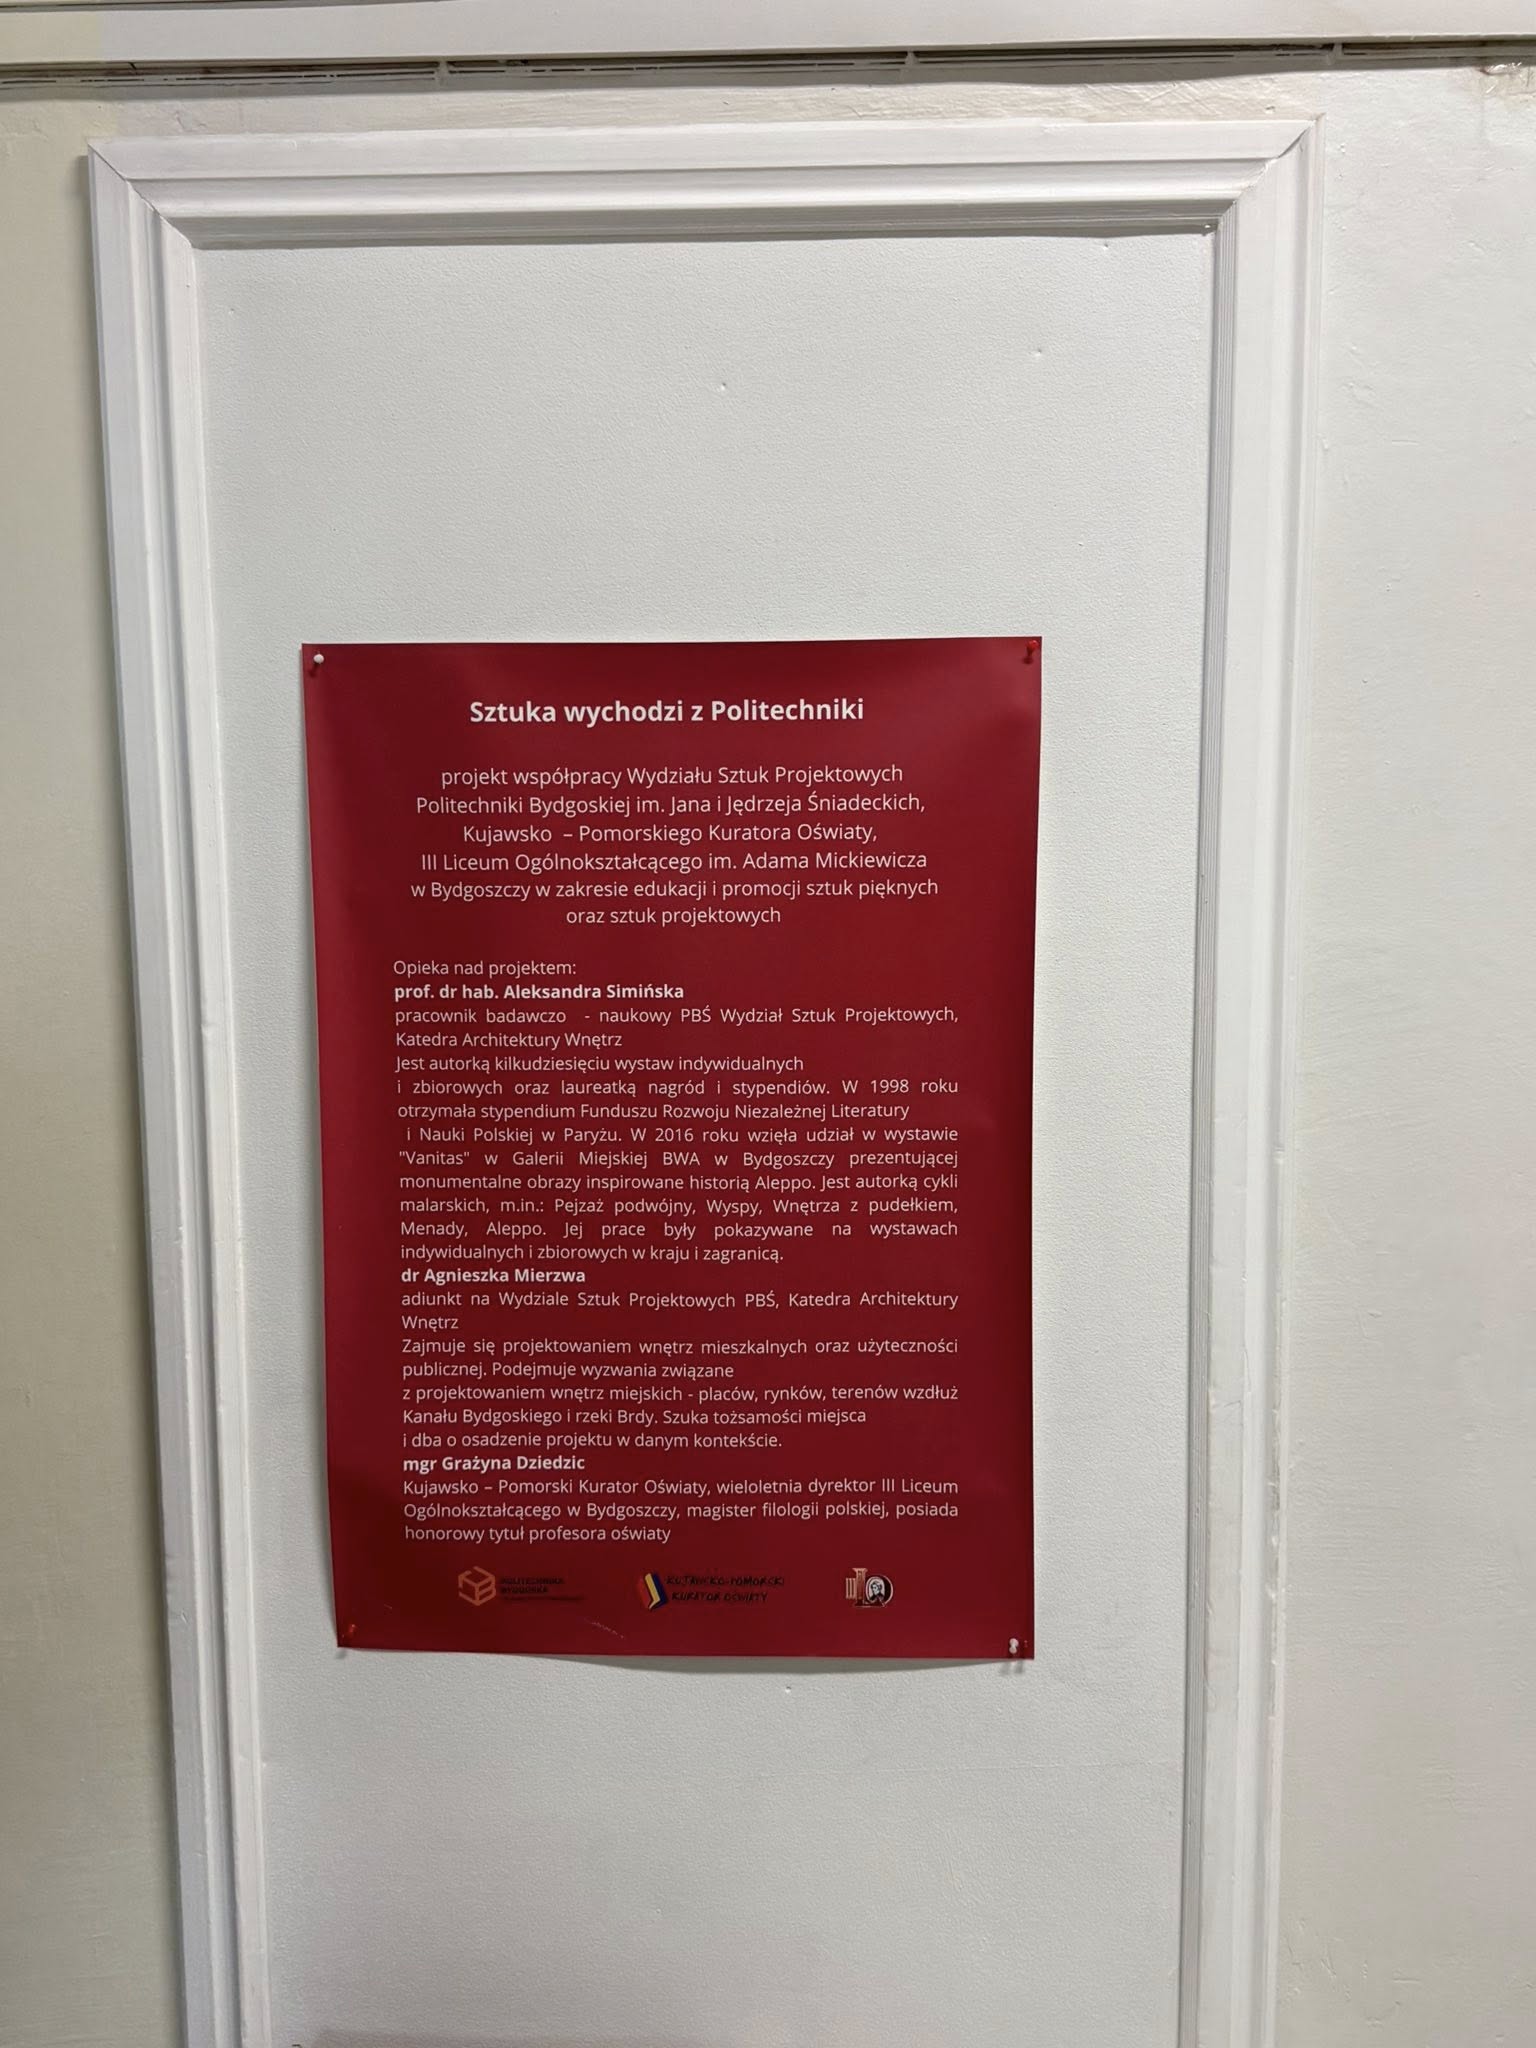 Sztuka wychodzi z Politechniki
projekt współpracy Wydziału Sztuk Projektowych
Politechniki Bydgoskiej im. Jana i Jędrzeja Śniadeckich,
Kujawsko – Pomorskiego Kuratora Oświaty,
III Liceum Ogólnokształcącego im. Adama Mickiewicza
w Bydgoszczy w zakresie edukacji i promocji sztuk pięknych
oraz sztuk projektowych
Opieka nad projektem:
prof. dr hab. Aleksandra Simińska
pracownik badawczo - naukowy PBŚ Wydział Sztuk Projektowych,
Katedra Architektury Wnętrz
Jest autorką kilkudziesięciu wystaw indywidualnych
i zbiorowych oraz laureatką nagród i stypendiów. W 1998 roku
otrzymała stypendium Funduszu Rozwoju Niezależnej Literatury
i Nauki Polskiej w Paryżu. W 2016 roku wzięła udział w wystawie
"Vanitas" w Galerii Miejskiej BWA w Bydgoszczy prezentującej
monumentalne obrazy inspirowane historią Aleppo. Jest autorką cykli
malarskich, m.in.: Pejzaż podwójny, Wyspy, Wnętrza z pudełkiem,
Menady, Aleppo. Jej prace były pokazywane na wystawach
indywidualnych i zbiorowych w kraju i zagranicą.
dr Agnieszka Mierzwa
adiunkt na Wydziale Sztuk Projektowych PBŚ, Katedra Architektury
Wnętrz
Zajmuje się projektowaniem wnętrz mieszkalnych oraz użyteczności
publicznej. Podejmuje wyzwania związane
z projektowaniem wnętrz miejskich - placów, rynków, terenów wzdłuż
Kanału Bydgoskiego i rzeki Brdy. Szuka tożsamości miejsca
i dba o osadzenie projektu w danym kontekście.
mgr Grażyna Dziedzic
Kujawsko – Pomorski Kurator Oświaty, wieloletnia dyrektor III Liceum
Ogólnokształcącego w Bydgoszczy, magister filologii polskiej, posiada
honorowy tytuł profesora oświaty
POLITECHNIKA
BYDGOSKA
KUJAWSKO-POMORSKI
KURATOR OŚWIATY
III LO